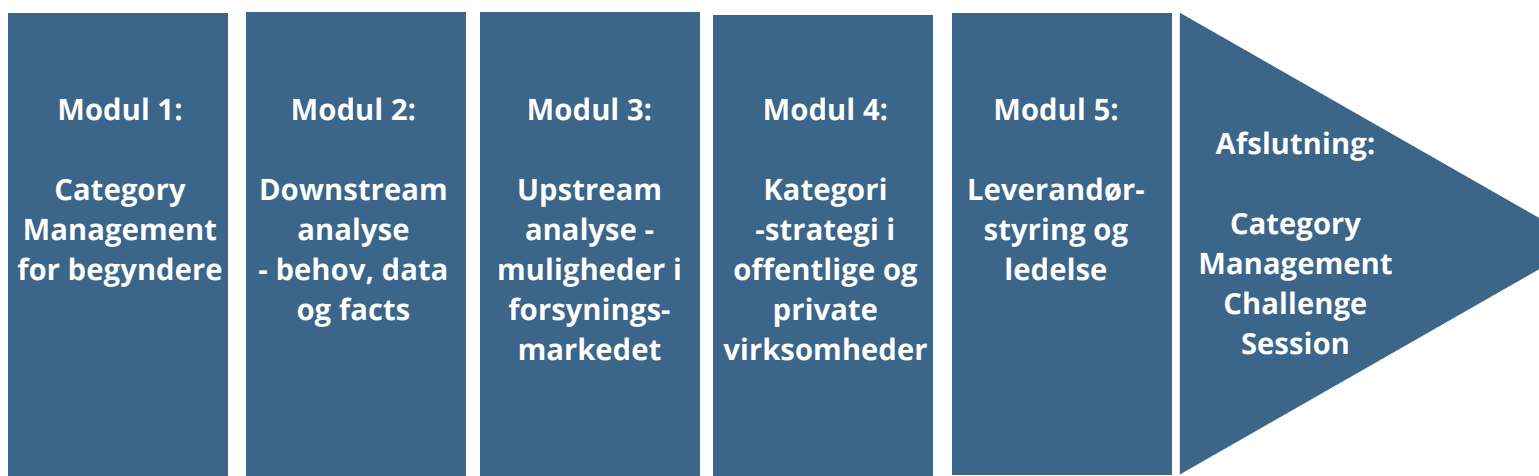 Modul 1:
Category
Management
for begyndere
Modul 2:
Downstream
analyse
- behov, data
og facts
Modul 3:
Upstream
analyse -
muligheder i
forsynings-
markedet
Modul 4:
Kategori
-strategi i
offentlige og
private
virksomheder
Modul 5:
Leverandør-
styring og
ledelse
Afslutning:
Category
Management
Challenge
Session